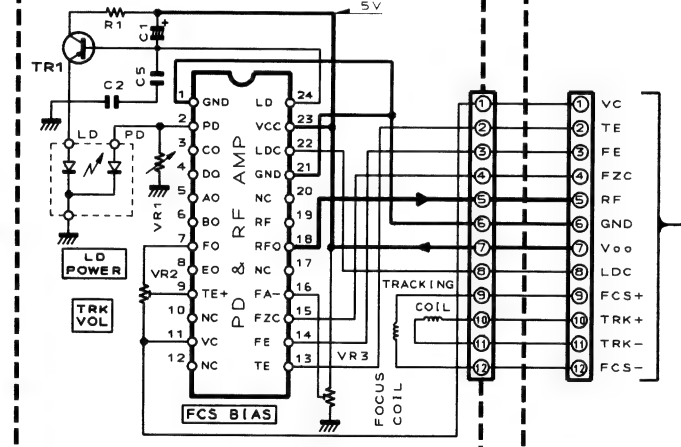 5V
R1
C1
+
TR1
C5
C2
LD
PD
VR1
LD
POWER
VR2
TRK
VOL
1 GND
2 PD
3 CO
4 DO
5 AO
6 BO
7 FO
8 EO
9 TE+
10 NC
11 VC
12 NC
PD & RF AMP
LD 24
VCC 23
LDC 22
GND 21
NC 20
RF 19
RFO 18
NC 17
FA- 16
FZC 15
FE 14
TE 13
VR3
FCS BIAS
FOCUS
COIL
TRACKING
COIL
1 1 VC
2 2 TE
3 3 FE
4 4 FZC
5 5 RF
6 6 GND
7 7 Voo
8 8 LDC
9 9 FCS+
10 10 TRK+
11 11 TRK-
12 12 FCS-